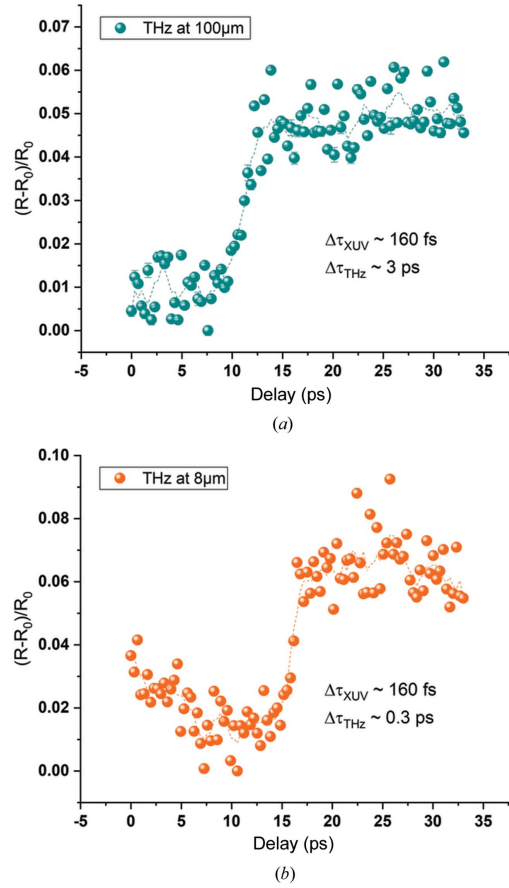 THz at 100μm
0.07
0.06
0.05
0.04
0.03
0.02
0.01
0.00
(R-R₀)/R₀
Δτ_XUV ~ 160 fs
Δτ_THz ~ 3 ps
-5 0 5 10 15 20 25 30 35
Delay (ps)
(a)
THz at 8μm
0.10
0.08
0.06
0.04
0.02
0.00
(R-R₀)/R₀
Δτ_XUV ~ 160 fs
Δτ_THz ~ 0.3 ps
-5 0 5 10 15 20 25 30 35
Delay (ps)
(b)